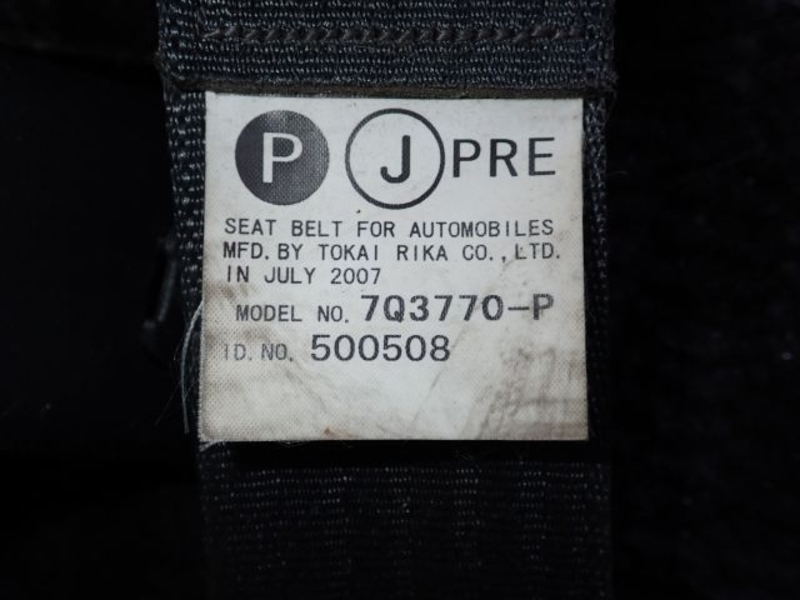 P J PRE
SEAT BELT FOR AUTOMOBILES
MFD. BY TOKAI RIKA CO., LTD.
IN JULY 2007
MODEL NO. 7Q3770-P
ID. NO. 500508